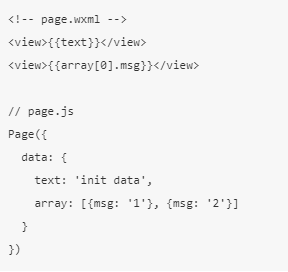 <!-- page.wxml -->
<view>{{text}}</view>
<view>{{array[0].msg}}</view>

// page.js
Page({
  data: {
    text: 'init data',
    array: [{msg: '1'}, {msg: '2'}]
  }
})